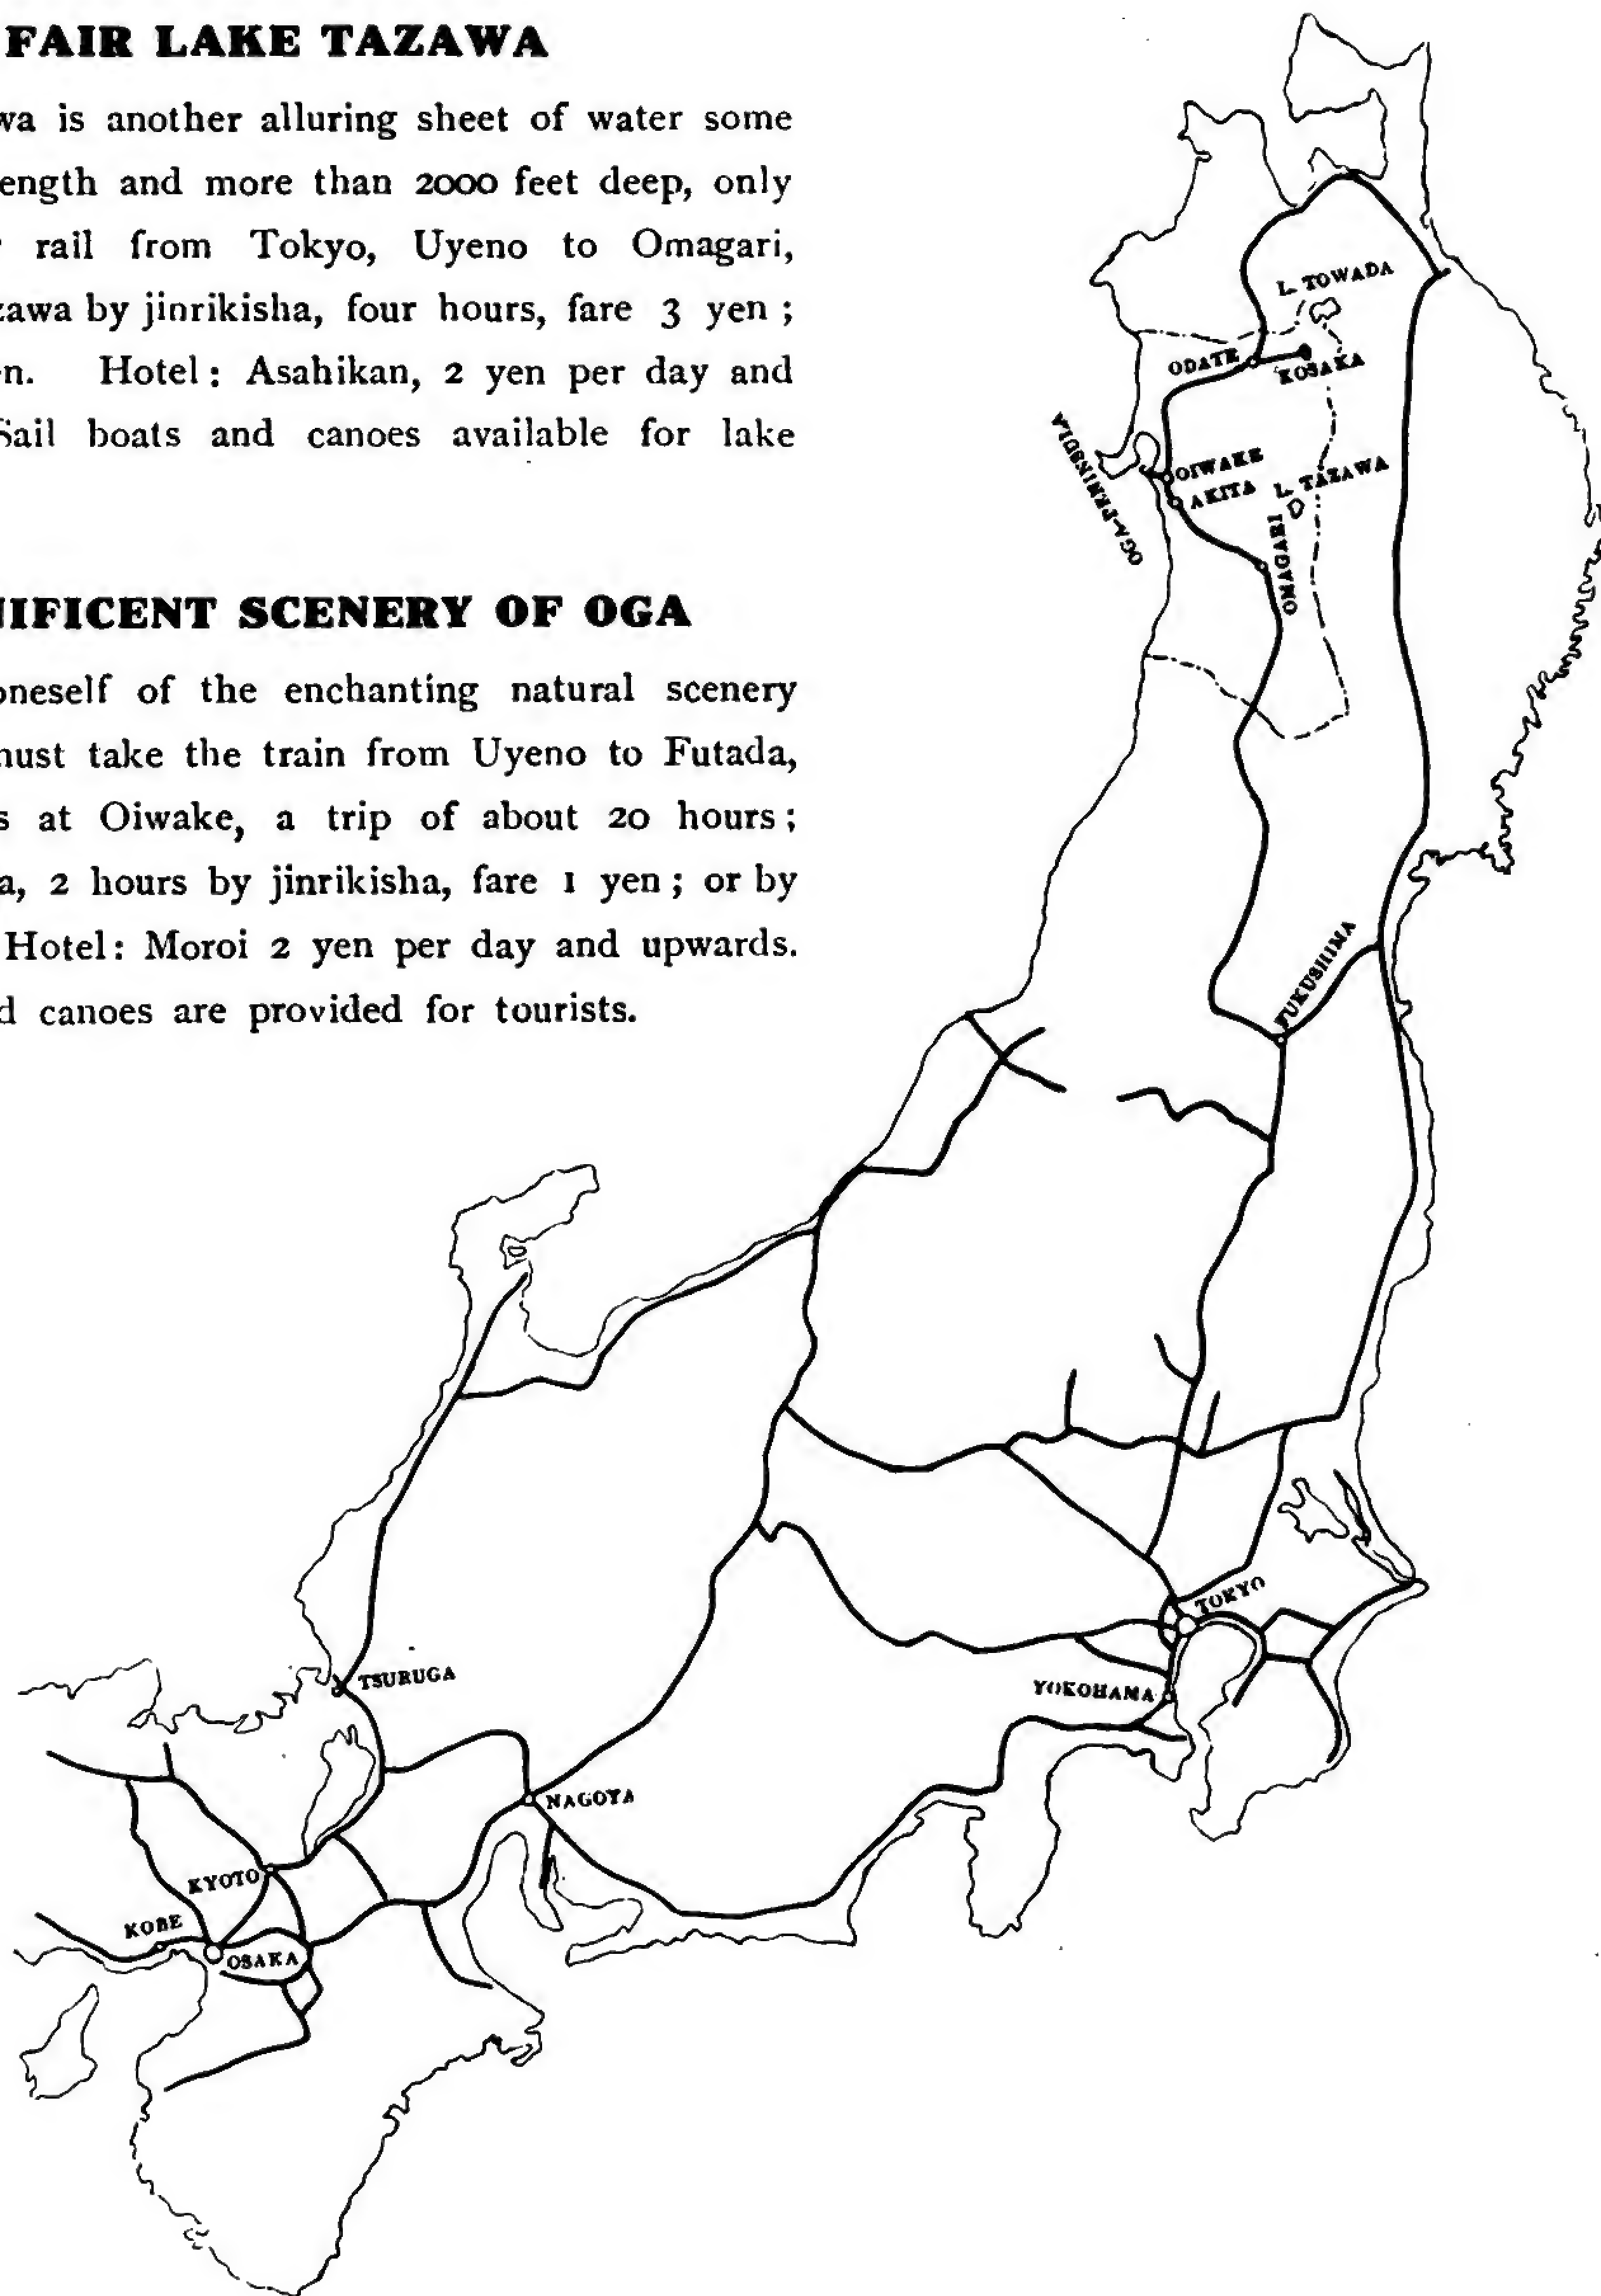 FAIR LAKE TAZAWA
is another alluring sheet of water some
and more than 2000 feet deep, only
rail from Tokyo, Uyeno to Omagari,
by jinrikisha, four hours, fare 3 yen ;
Hotel : Asahikan, 2 yen per day and
Sail boats and canoes available for lake
SCENERY OF OGA
oneself of the enchanting natural scenery
must take the train from Uyeno to Futada,
at Oiwake, a trip of about 20 hours ;
2 hours by jinrikisha, fare 1 yen ; or by
Hotel : Moroi 2 yen per day and upwards.
canoes are provided for tourists.
L. TOWADA
ODATE
KOSAKA
OGA-PENINSULA
OIWAKE
AKITA
L. TAZAWA
OMAGARI
FUKUSHIMA
TOKYO
YOKOHAMA
TSURUGA
NAGOYA
KYOTO
KOBE
OSAKA